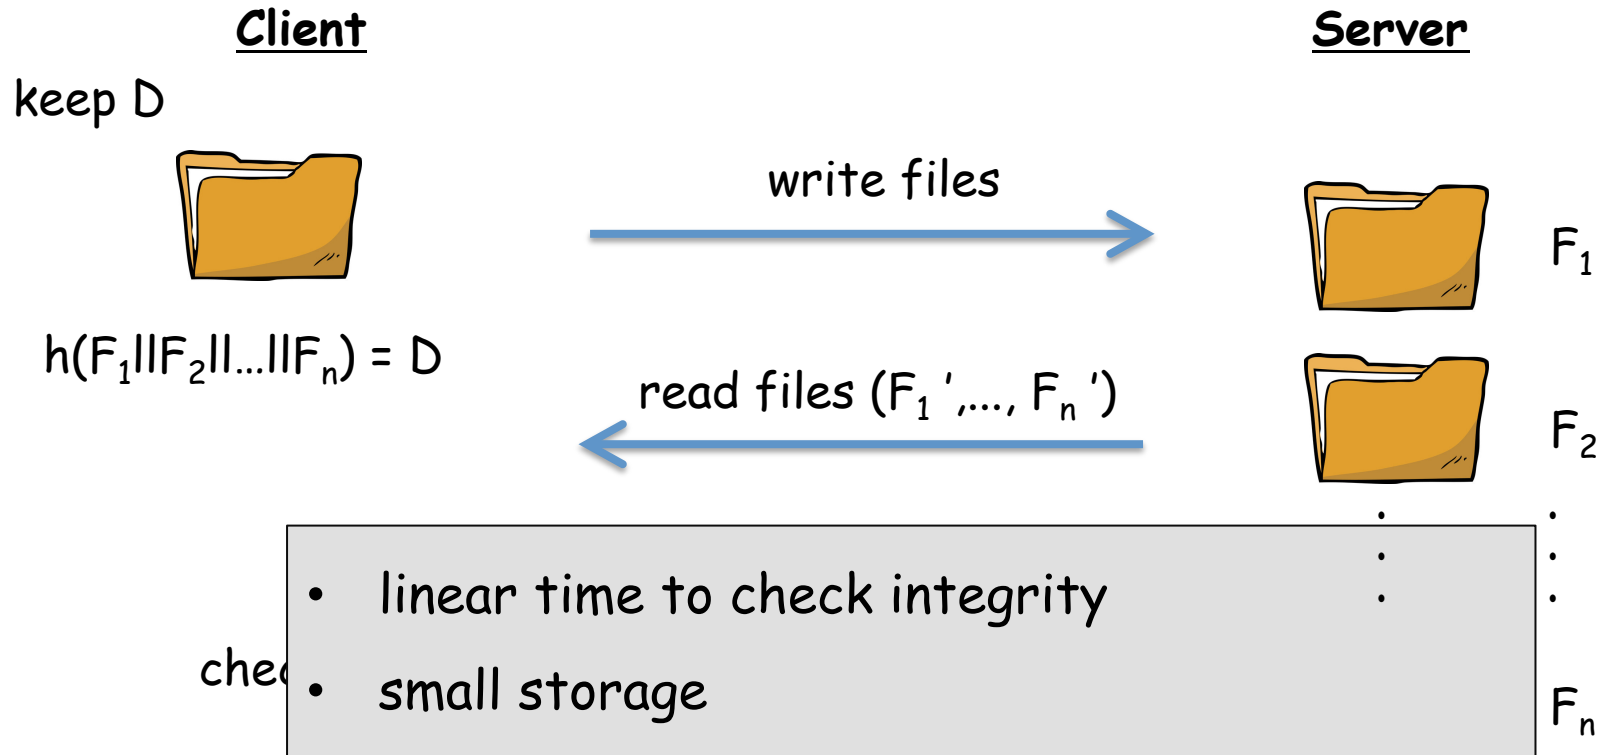 Client
Server
keep D
write files
F₁
h(F₁||F₂||...||Fₙ) = D
read files (F₁',..., Fₙ')
F₂
• linear time to check integrity
• small storage
Fₙ